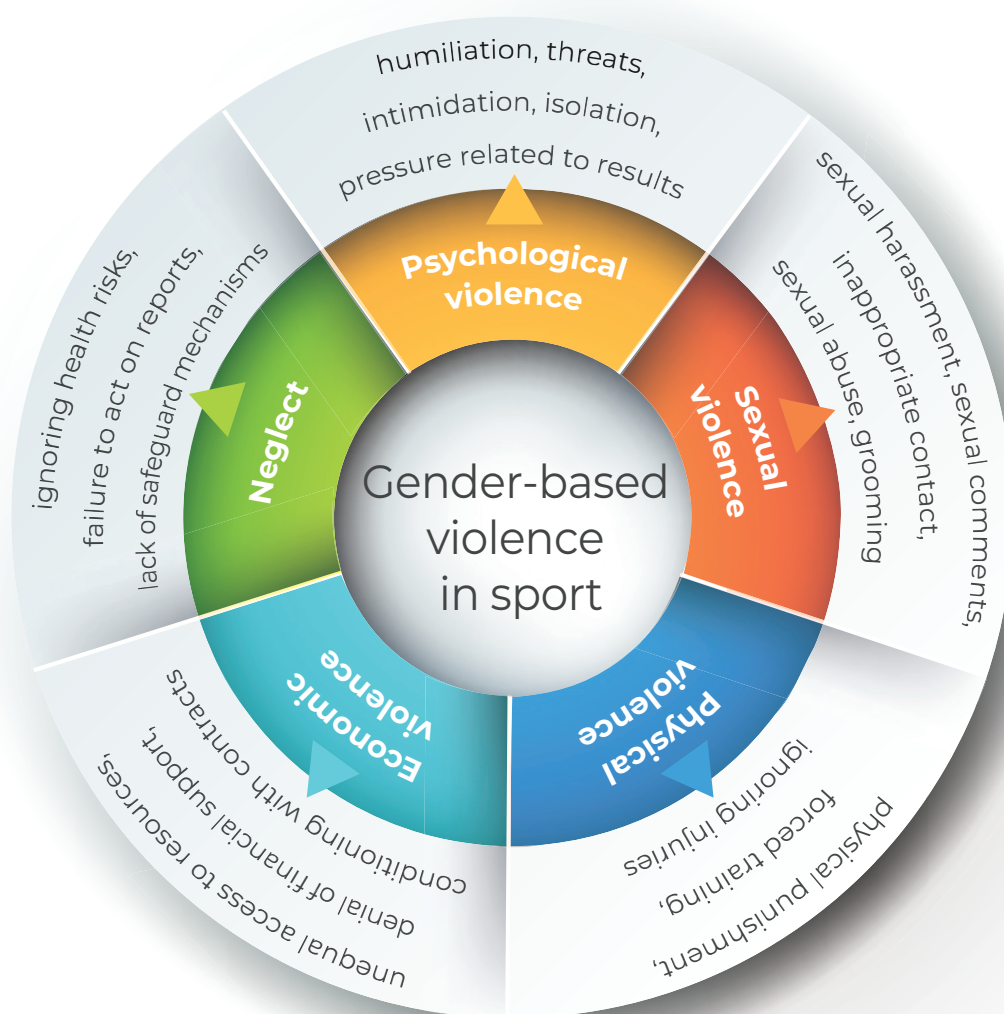 Gender-based
violence
in sport
Psychological
violence
humiliation, threats,
intimidation, isolation,
pressure related to results
Sexual
violence
sexual harassment, sexual comments,
inappropriate contact,
sexual abuse, grooming
Physical
violence
physical punishment,
forced training,
ignoring injuries
Economic
violence
unequal access to resources,
denial of financial support,
conditioning with contracts
Neglect
ignoring health risks,
failure to act on reports,
lack of safeguard mechanisms